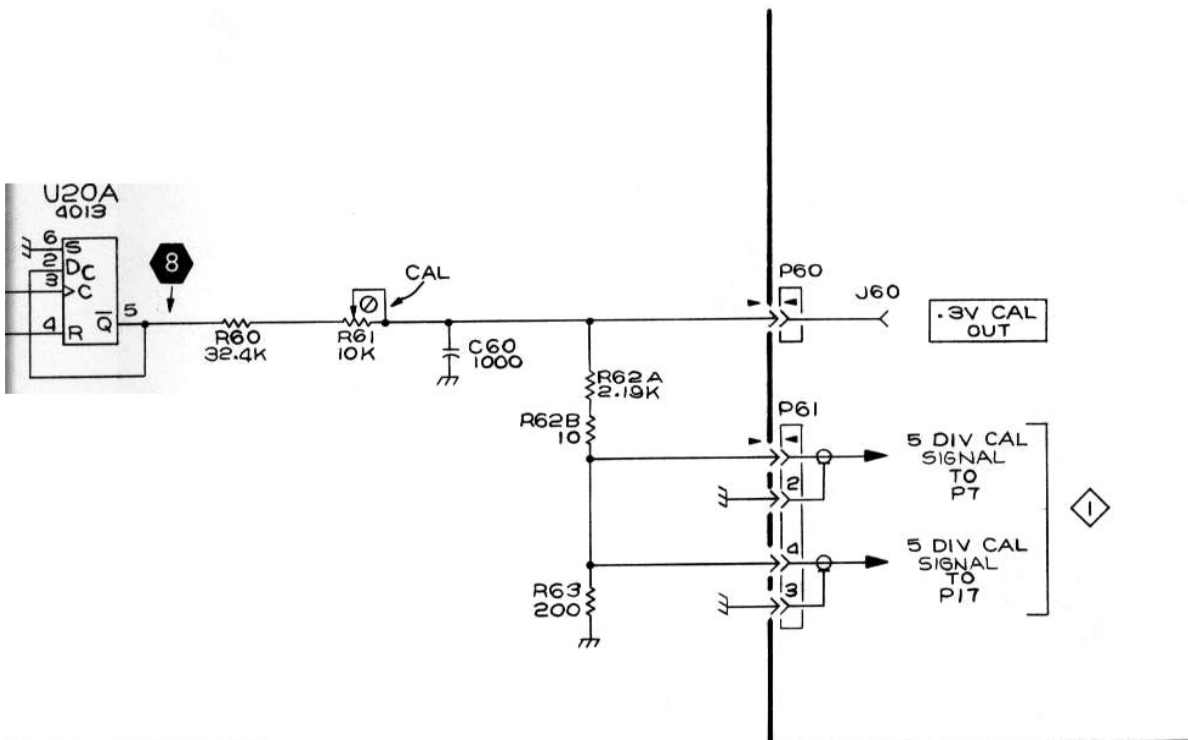 U20A
4013
6
S
2
D
C
3
C
4
R
Q
5
8
CAL
R60
32.4K
R61
10K
C60
1000
P60
J60
.3V CAL
OUT
R62A
2.19K
R62B
10
P61
5 DIV CAL
SIGNAL
TO
P7
2
1
4
5 DIV CAL
SIGNAL
TO
P17
3
R63
200